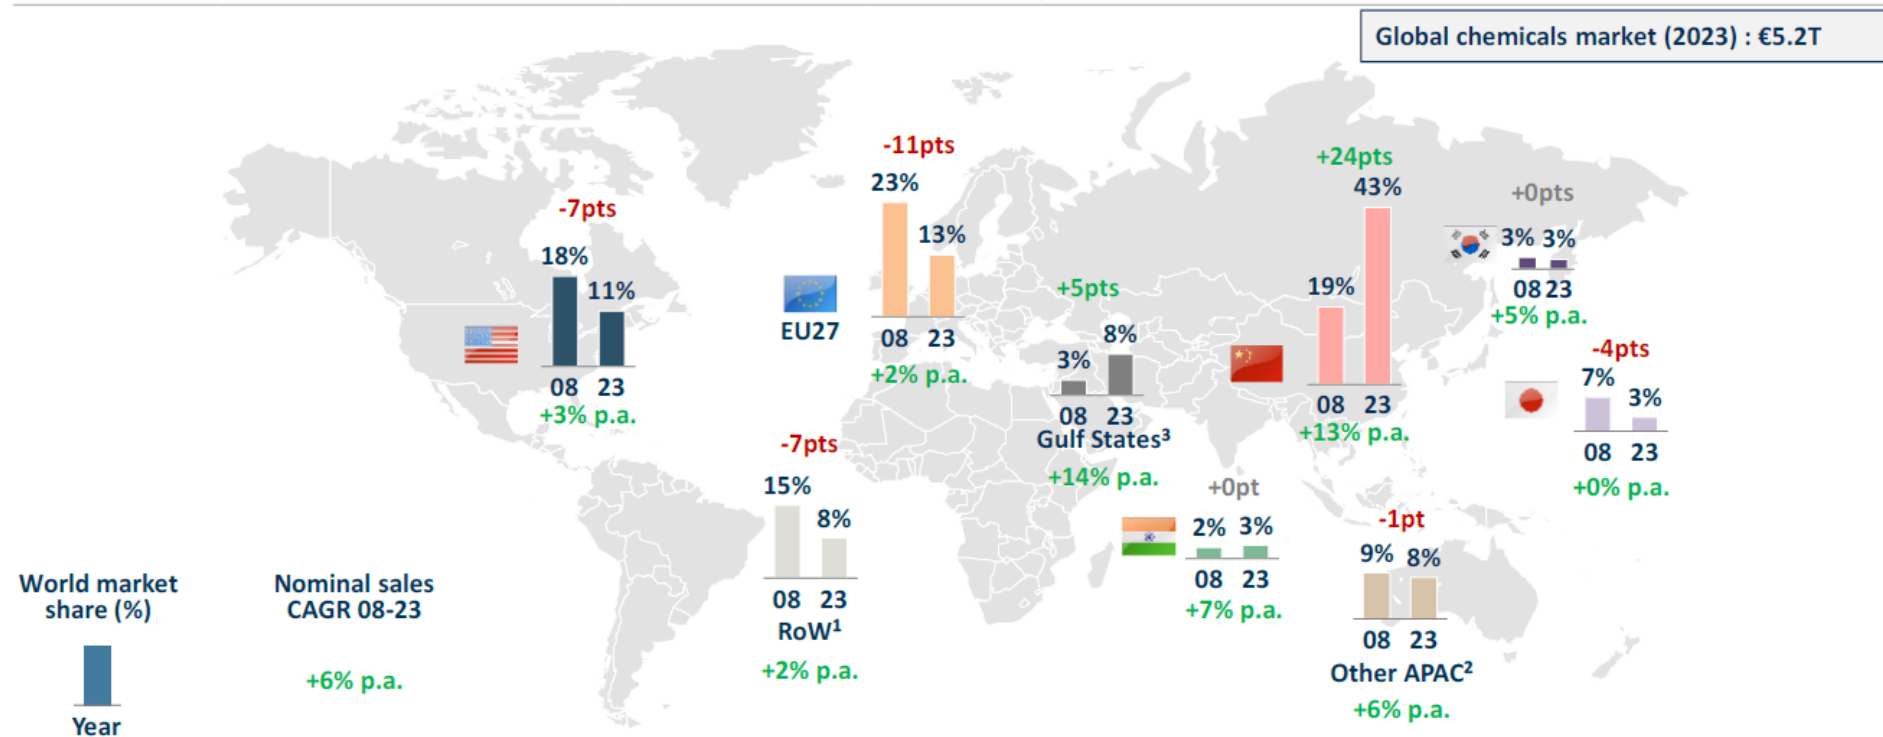 Global chemicals market (2023) : €5.2T
-7pts
18%
11%
08 23
+3% p.a.
-11pts
23%
13%
EU27
08 23
+2% p.a.
+5pts
3%
8%
08 23
Gulf States³
+14% p.a.
+24pts
19%
43%
08 23
+13% p.a.
+0pts
3% 3%
08 23
+5% p.a.
-4pts
7%
3%
08 23
+0% p.a.
-7pts
15%
8%
08 23
RoW¹
+2% p.a.
+0pt
2% 3%
08 23
+7% p.a.
-1pt
9% 8%
08 23
Other APAC²
+6% p.a.
World market
share (%)
Year
Nominal sales
CAGR 08-23
+6% p.a.